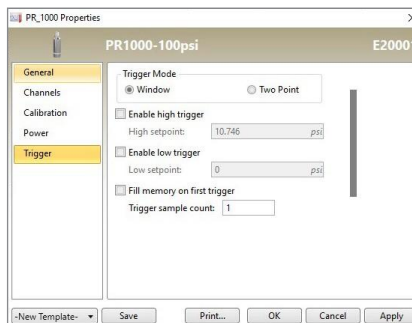 PR_1000 Properties
PR1000-100psi
E20001
General
Channels
Calibration
Power
Trigger
Trigger Mode
Window
Two Point
Enable high trigger
High setpoint: 10.746 psi
Enable low trigger
Low setpoint: 0 psi
Fill memory on first trigger
Trigger sample count: 1
-New Template-
Save
Print...
OK
Cancel
Apply